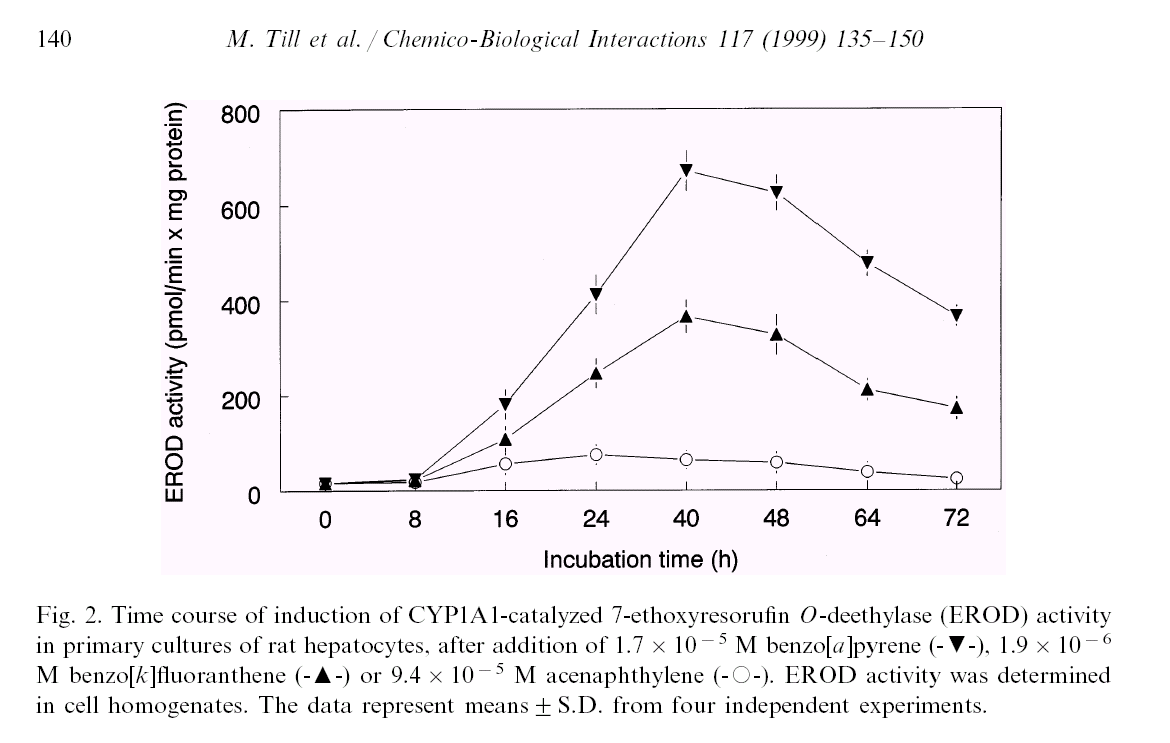 140
M. Till et al. / Chemico-Biological Interactions 117 (1999) 135–150
EROD activity (pmol/min x mg protein)
800
600
400
200
0
0 8 16 24 40 48 64 72
Incubation time (h)
Fig. 2. Time course of induction of CYP1A1-catalyzed 7-ethoxyresorufin O-deethylase (EROD) activity
in primary cultures of rat hepatocytes, after addition of 1.7 × 10⁻⁵ M benzo[a]pyrene (-▼-), 1.9 × 10⁻⁶
M benzo[k]fluoranthene (-▲-) or 9.4 × 10⁻⁵ M acenaphthylene (-○-). EROD activity was determined
in cell homogenates. The data represent means ± S.D. from four independent experiments.